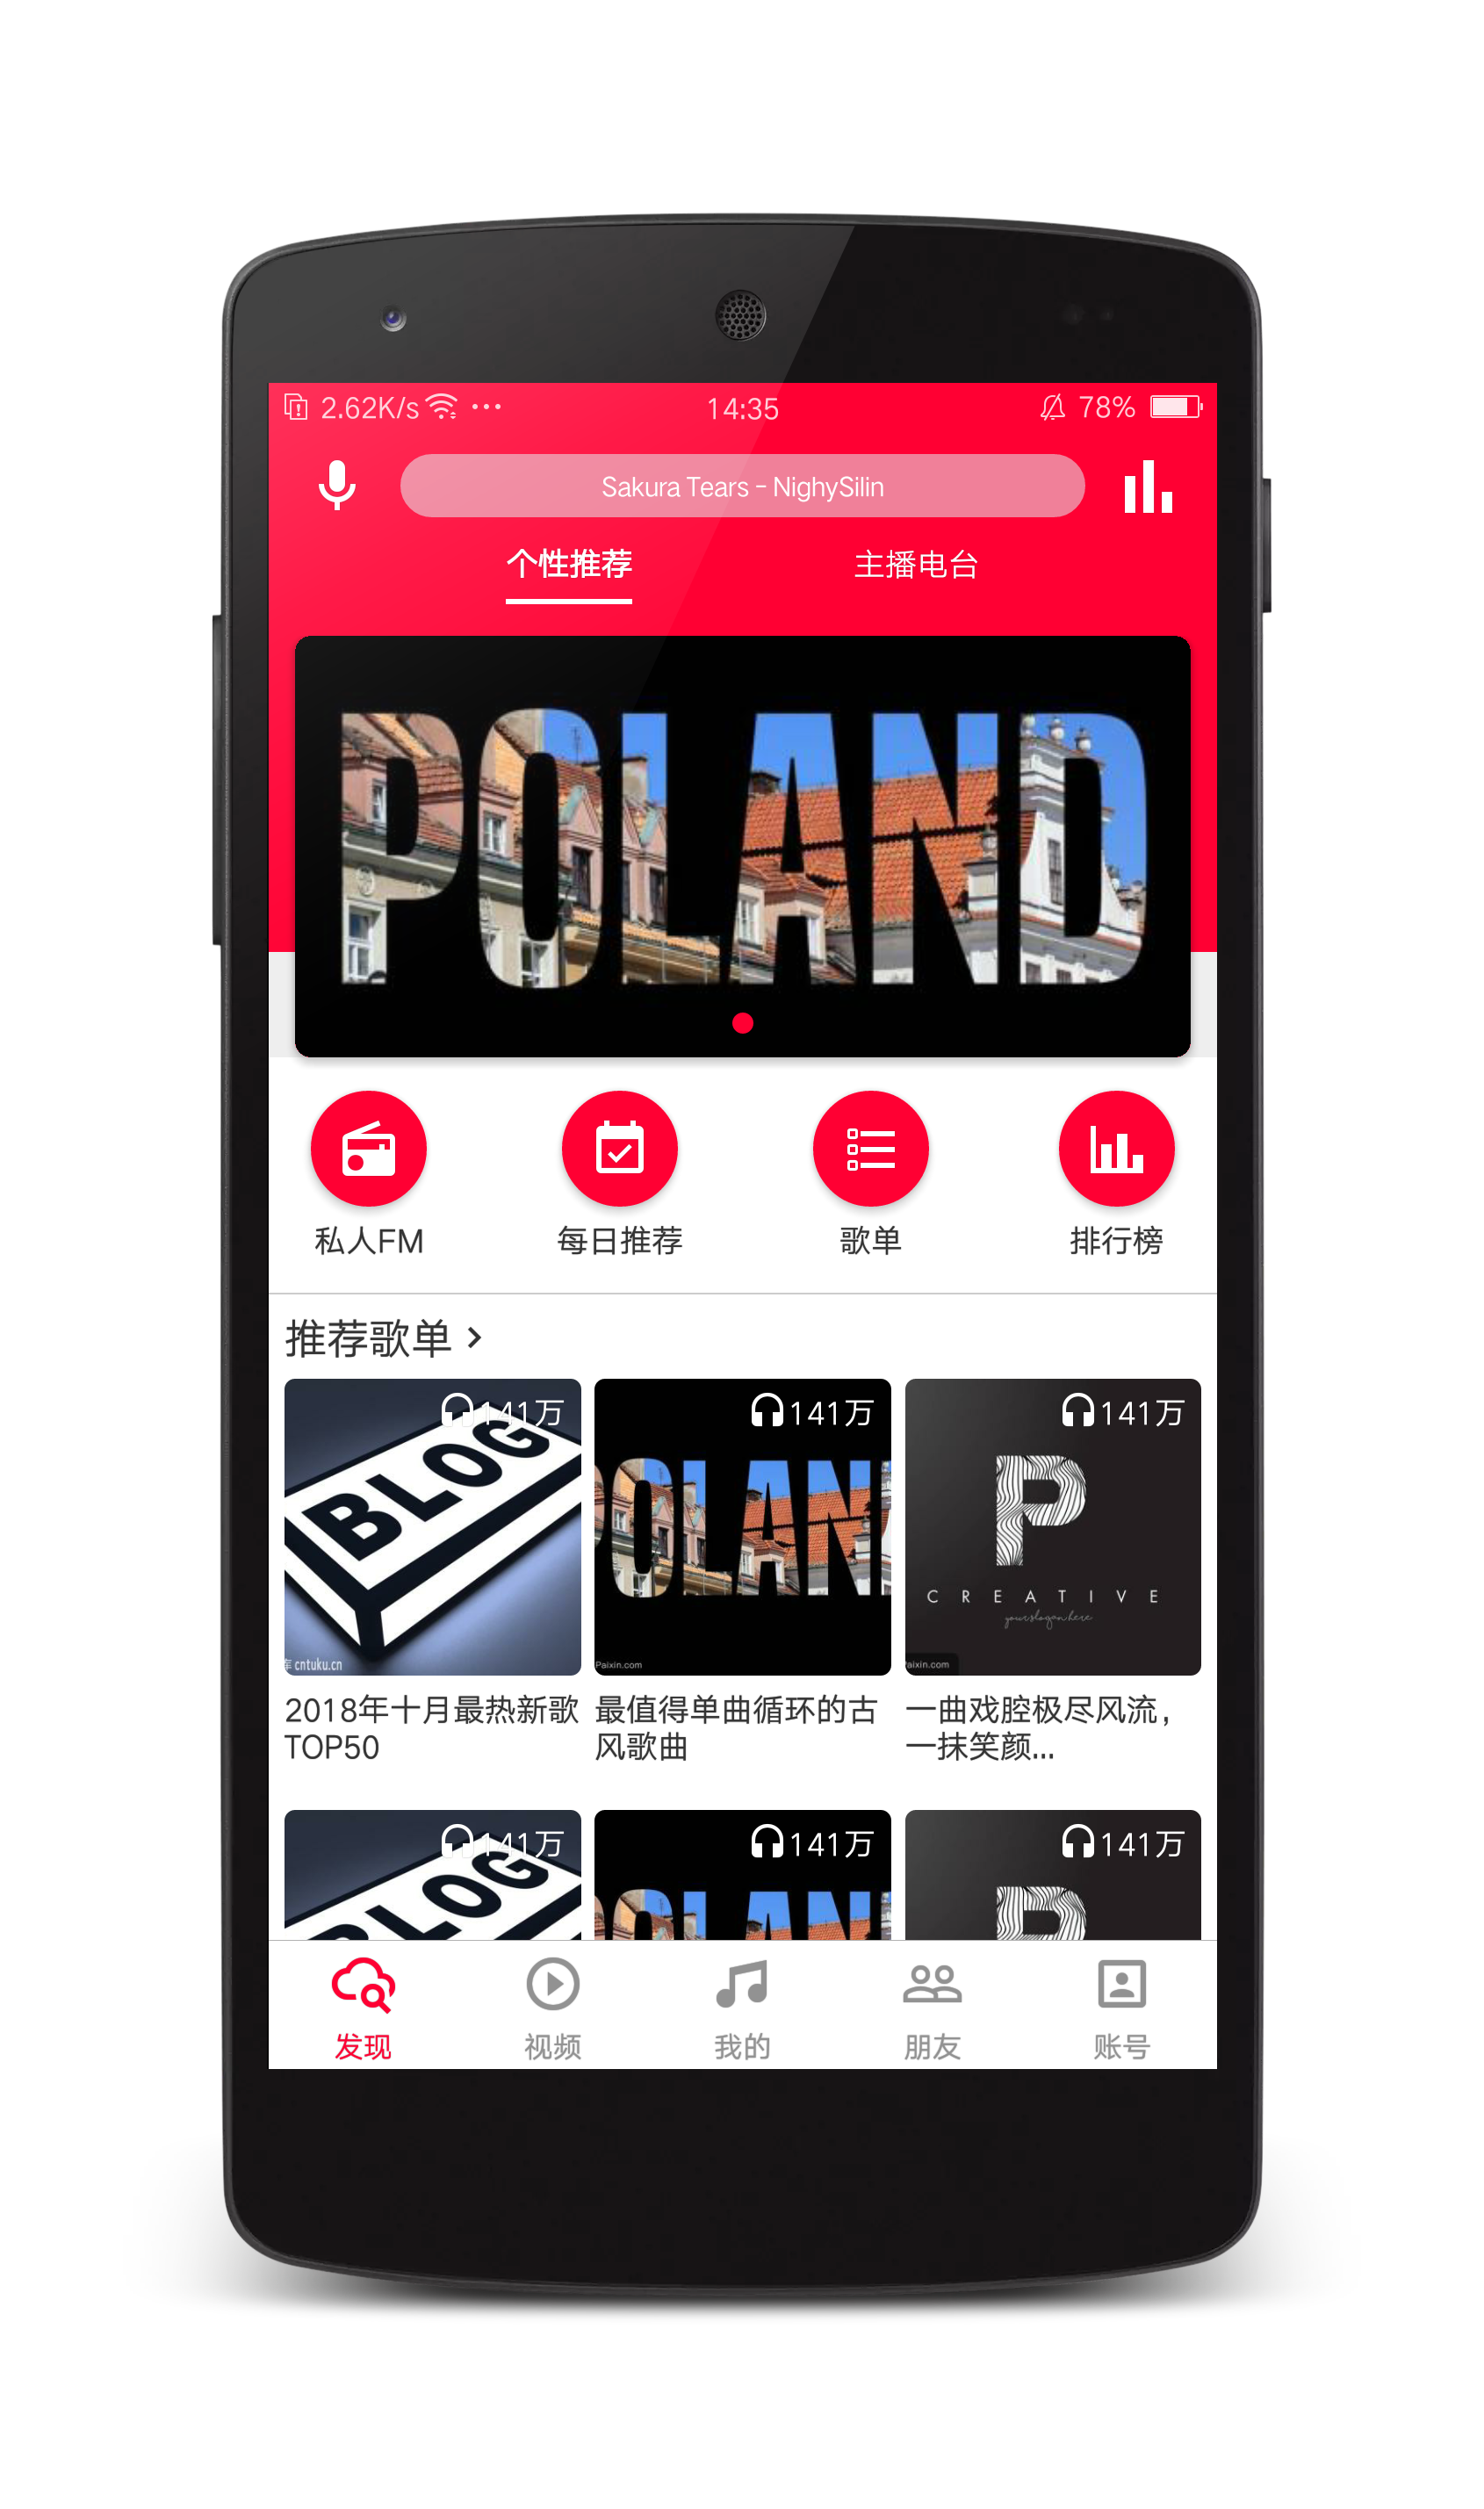 2.62K/s
14:35
78%
Sakura Tears - NighySilin
个性推荐
主播电台
POLAND
私人FM
每日推荐
歌单
排行榜
推荐歌单
141万
BLOG
cntuku.cn
141万
OLAN
Paixin.com
141万
P
CREATIVE
your slogan here
aixin.com
2018年十月最热新歌
TOP50
最值得单曲循环的古
风歌曲
一曲戏腔极尽风流，
一抹笑颜...
141万
BLOG
141万
OLAN
141万
P
发现
视频
我的
朋友
账号